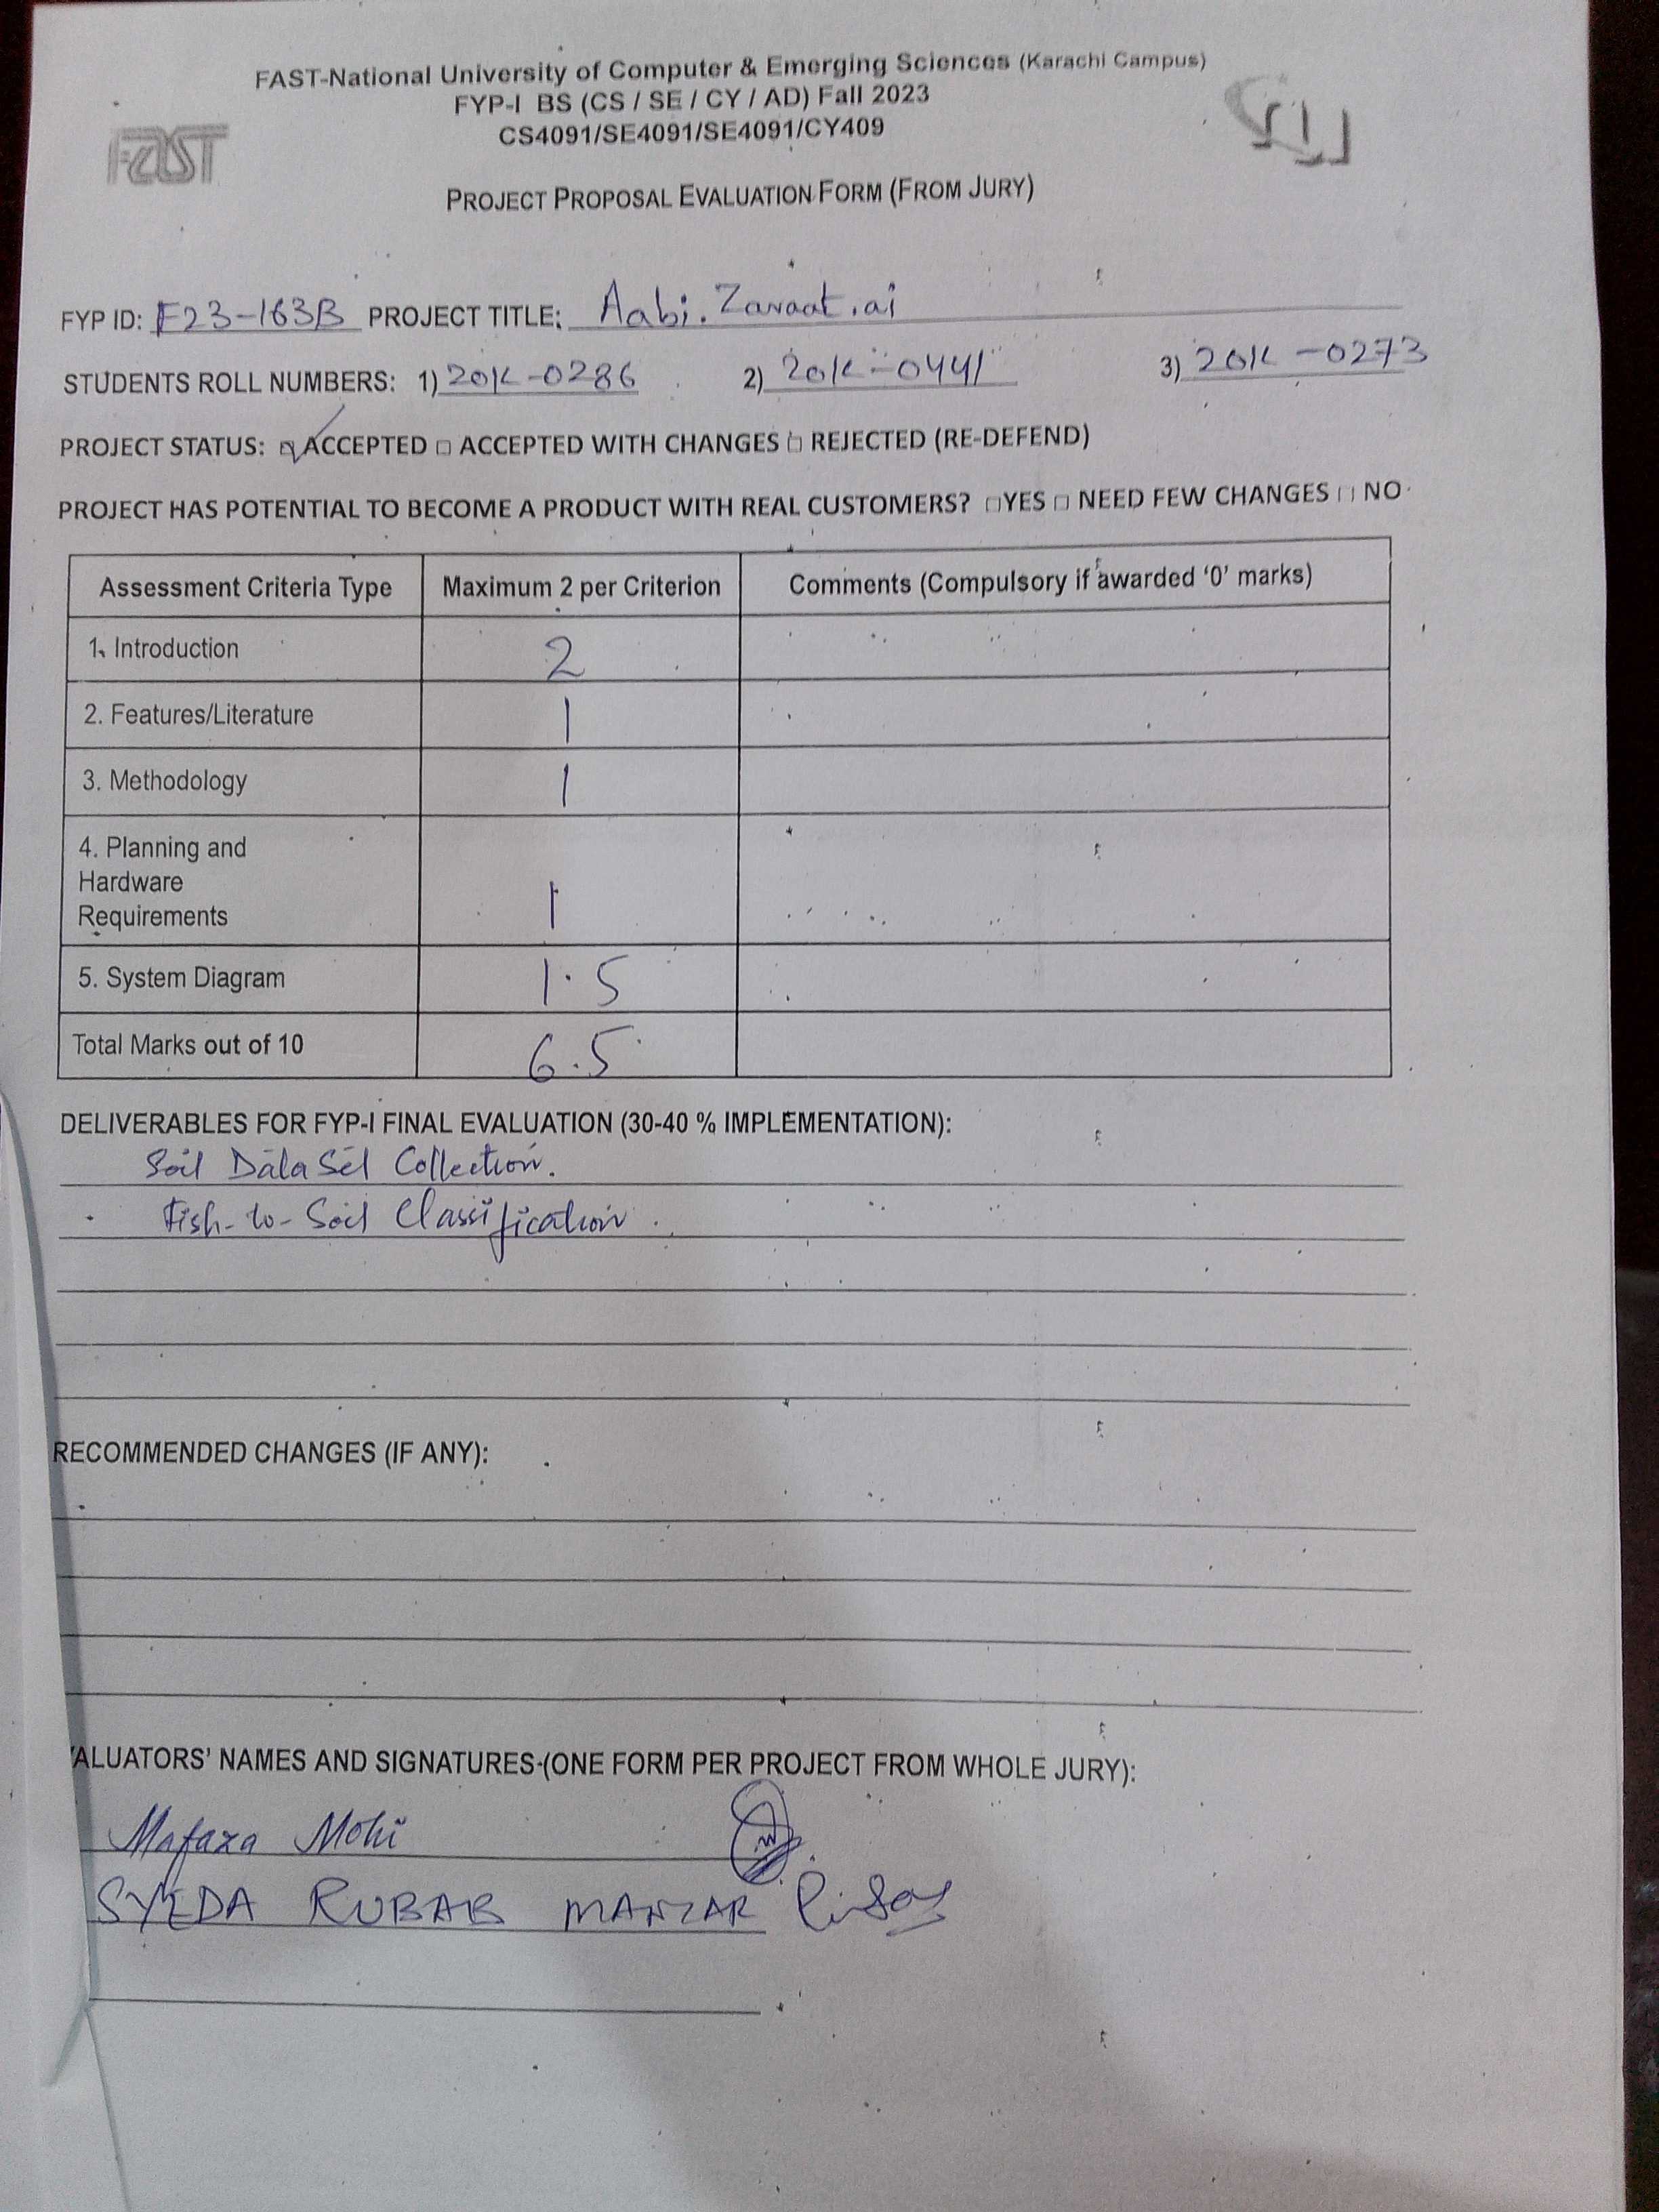 FAST-National University of Computer & Emerging Sciences (Karachi Campus)
FYP-I BS (CS / SE / CY / AD) Fall 2023
CS4091/SE4091/SE4091/CY409
FAST
PROJECT PROPOSAL EVALUATION FORM (FROM JURY)
FYP ID: F23-163B PROJECT TITLE: Aabi.Zaraat.ai
STUDENTS ROLL NUMBERS: 1) 20K-0286 2) 20K-0441 3) 20K-0273
PROJECT STATUS: ☑ ACCEPTED □ ACCEPTED WITH CHANGES □ REJECTED (RE-DEFEND)
PROJECT HAS POTENTIAL TO BECOME A PRODUCT WITH REAL CUSTOMERS? □YES □ NEED FEW CHANGES □ NO
Assessment Criteria Type Maximum 2 per Criterion Comments (Compulsory if awarded '0' marks)
1. Introduction 2
2. Features/Literature 1
3. Methodology 1
4. Planning and
Hardware
Requirements 1
5. System Diagram 1.5
Total Marks out of 10 6.5
DELIVERABLES FOR FYP-I FINAL EVALUATION (30-40 % IMPLEMENTATION):
Soil DataSet Collection.
Fish-to-Soil Classification.
RECOMMENDED CHANGES (IF ANY):
ALUATORS' NAMES AND SIGNATURES (ONE FORM PER PROJECT FROM WHOLE JURY):
Mafaza Mohi
SYEDA RUBAB MANZAR